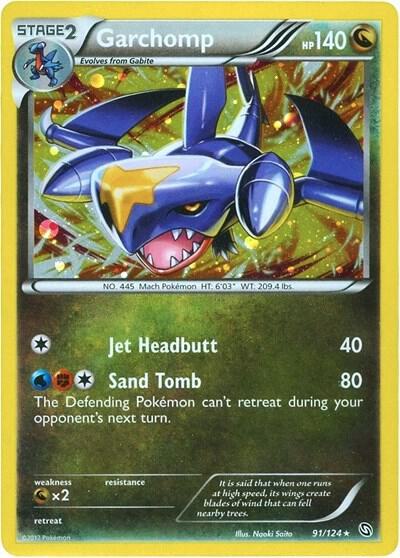 STAGE2
Garchomp
HP140
Evolves from Gabite
NO. 445 Mach Pokémon HT: 6'03" WT: 209.4 lbs.
Jet Headbutt 40
Sand Tomb 80
The Defending Pokémon can't retreat during your
opponent's next turn.
weakness
resistance
×2
retreat
It is said that when one runs
at high speed, its wings create
blades of wind that can fell
nearby trees.
©2012 Pokémon
Illus. Naoki Saito
91/124★